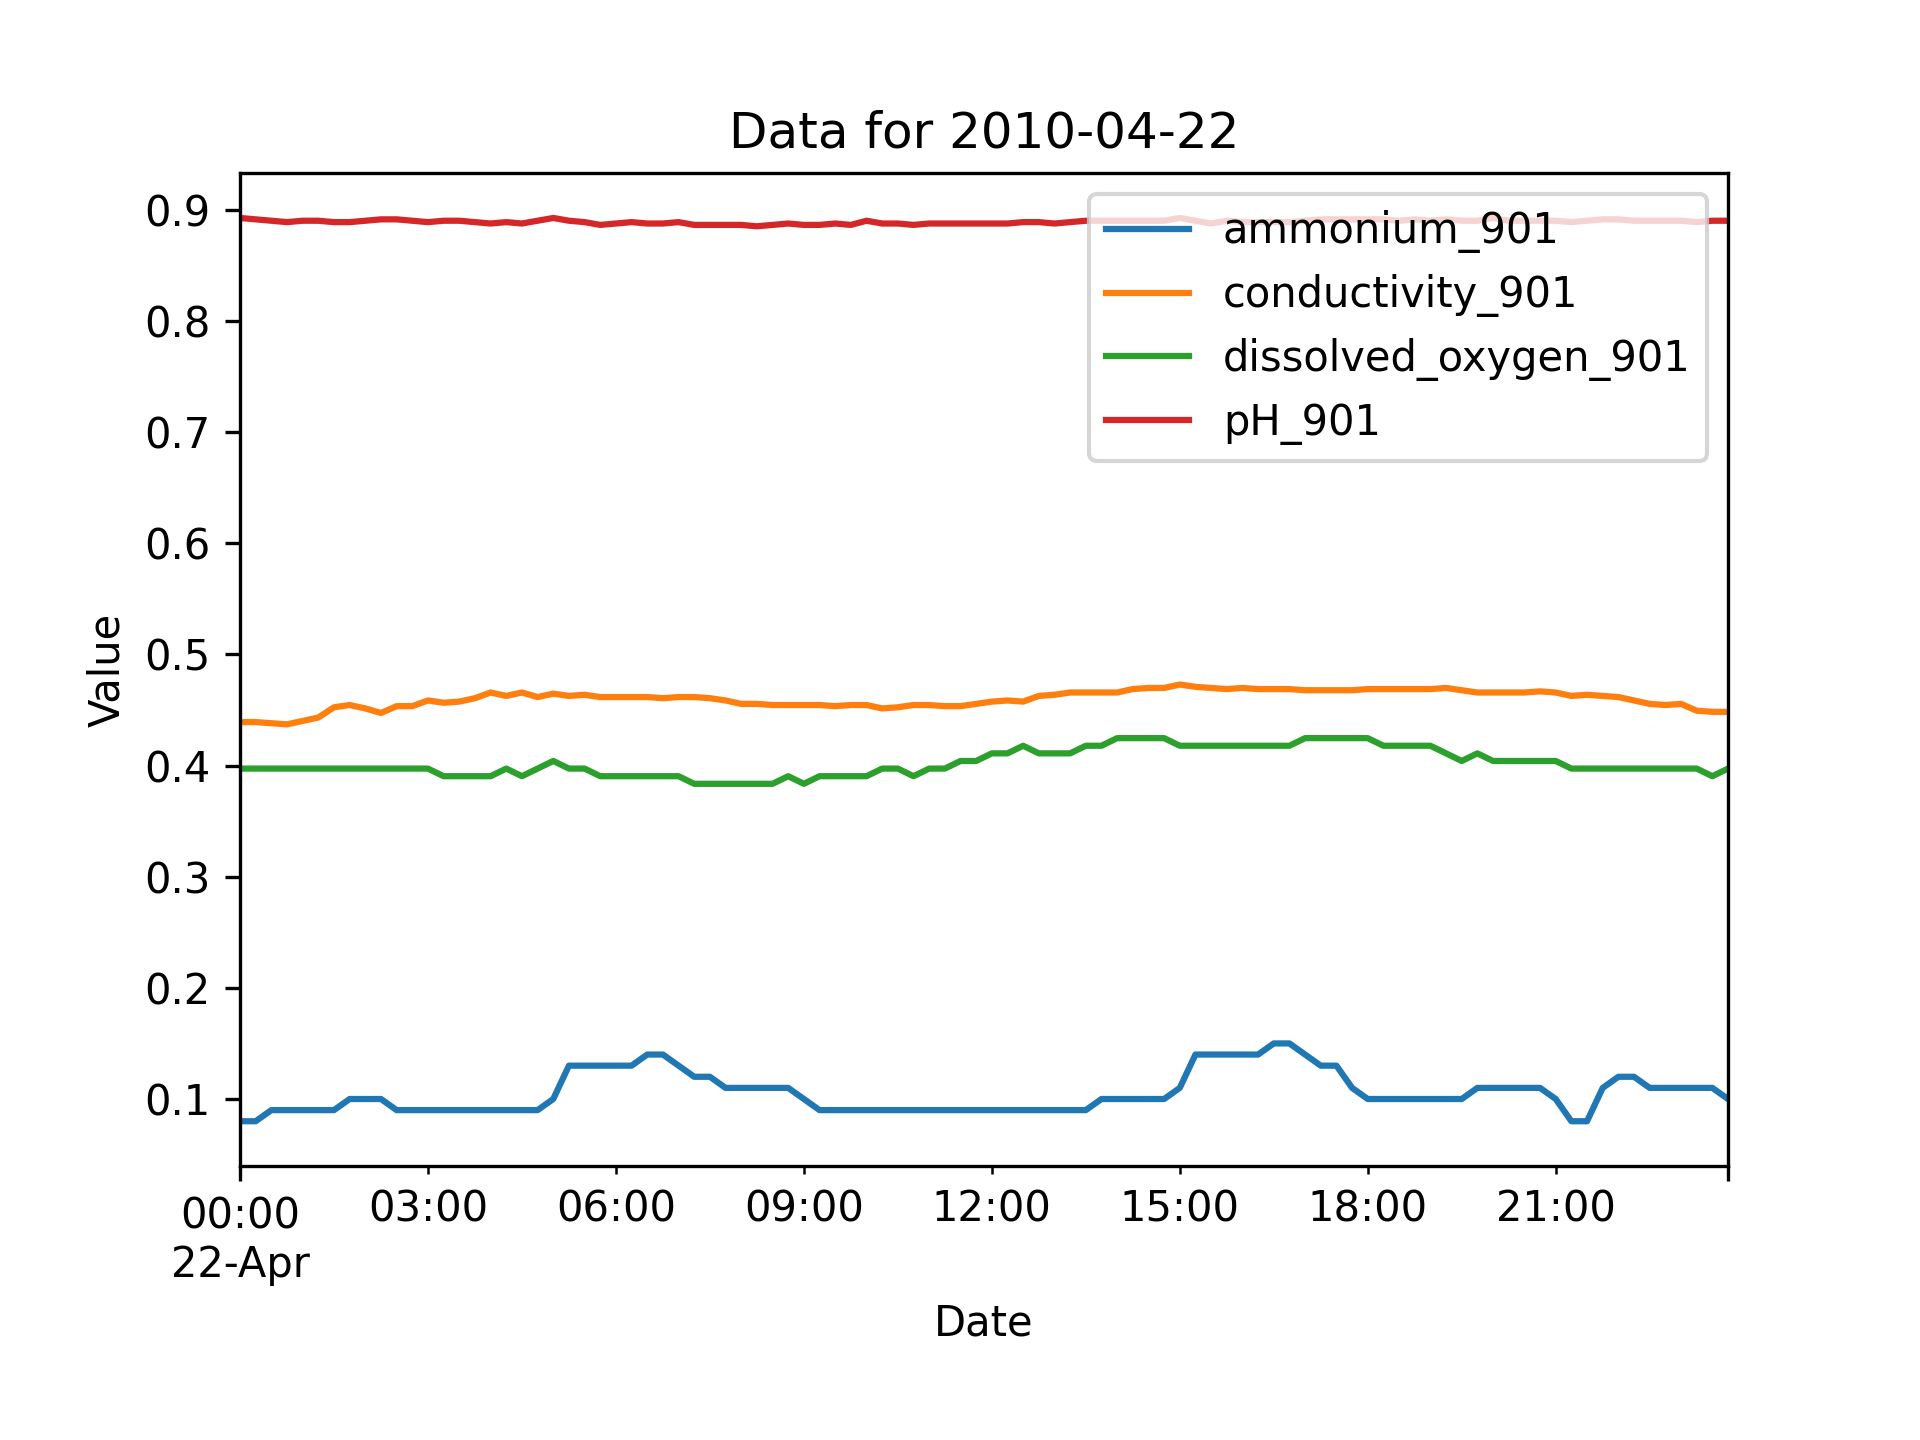 Data for 2010-04-22
0.9
0.8
0.7
0.6
0.5
0.4
0.3
0.2
0.1
Value
ammonium_901
conductivity_901
dissolved_oxygen_901
pH_901
00:00 03:00 06:00 09:00 12:00 15:00 18:00 21:00
22-Apr
Date